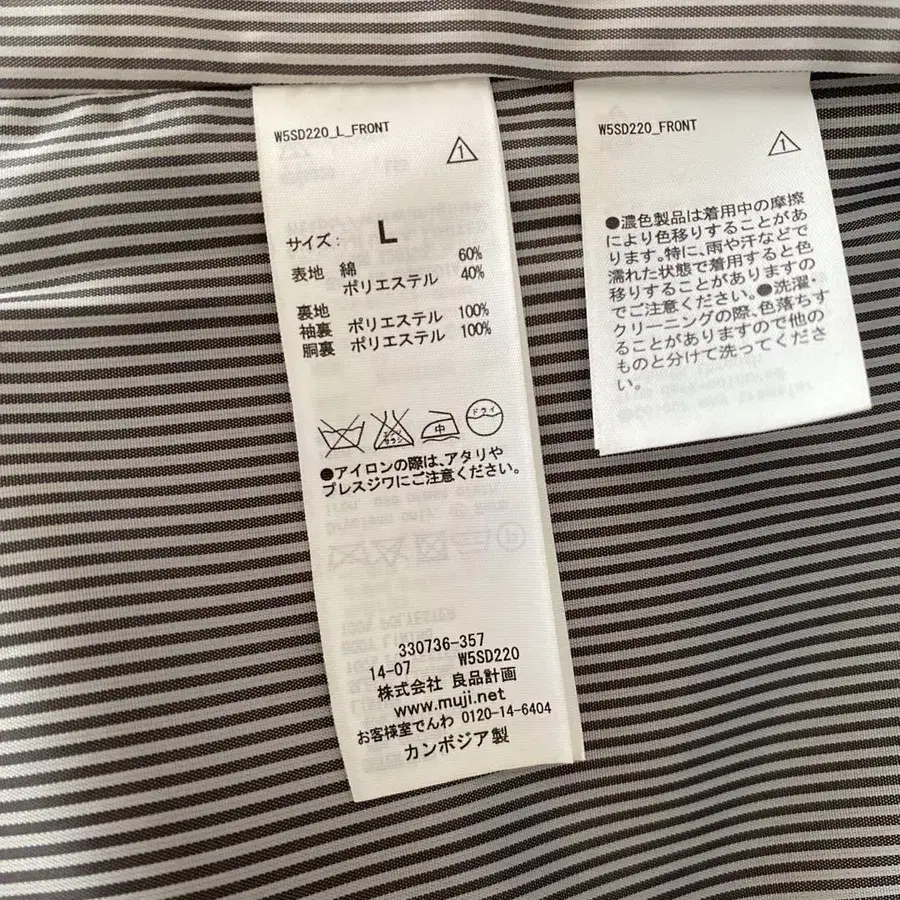 W5SD220_L_FRONT
1
サイズ: L
表地 綿 60%
ポリエステル 40%
裏地
袖裏 ポリエステル 100%
胴裏 ポリエステル 100%
エンソ
サラシ
中
ドライ
●アイロンの際は、アタリや
プレスジワにご注意ください。
330736-357
14-07 W5SD220
株式会社 良品計画
www.muji.net
お客様室でんわ 0120-14-6404
カンボジア製
W5SD220_FRONT
1
●濃色製品は着用中の摩擦
により色移りすることがあ
ります。特に、雨や汗などで
濡れた状態で着用すると色
移りすることがありますの
でご注意ください。●洗濯・
クリーニングの際、色落ちす
ることがありますので他の
ものと分けて洗ってくださ
い。